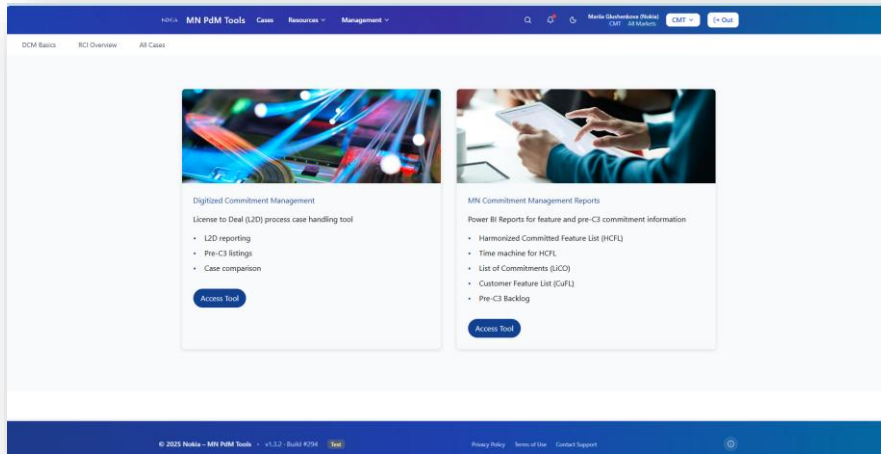 NOKIA MN PdM Tools Cases Resources Management Mariia Glushenkova (Nokia) CMT Out
CMT All Markets
DCM Basics RCI Overview All Cases
Digitized Commitment Management
License to Deal (L2D) process case handling tool
• L2D reporting
• Pre-C3 listings
• Case comparison
Access Tool
MN Commitment Management Reports
Power BI Reports for feature and pre-C3 commitment information
• Harmonized Committed Feature List (HCFL)
• Time machine for HCFL
• List of Commitments (LiCO)
• Customer Feature List (CuFL)
• Pre-C3 Backlog
Access Tool
© 2025 Nokia – MN PdM Tools • v1.3.2 - Build #294 Test Privacy Policy Terms of Use Contact Support